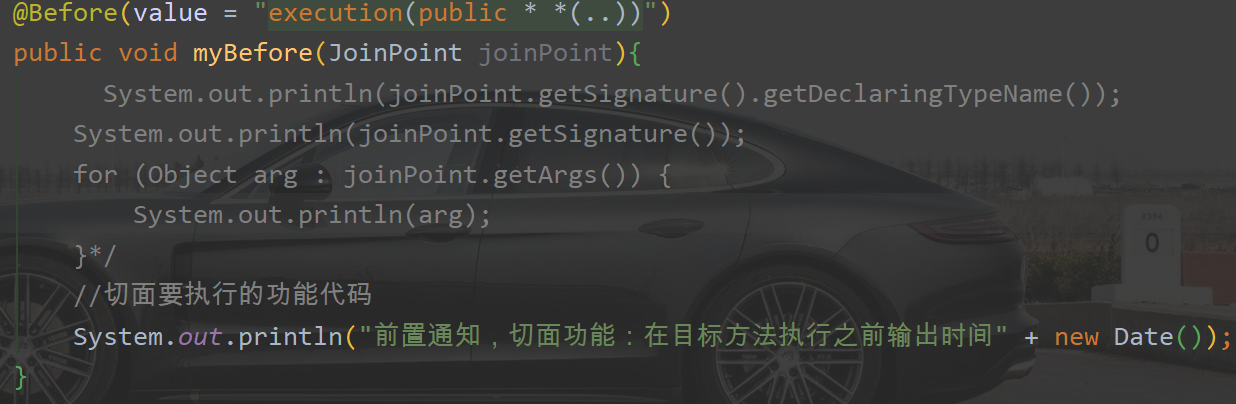 @Before(value = "execution(public * *(..))")
public void myBefore(JoinPoint joinPoint){
System.out.println(joinPoint.getSignature().getDeclaringTypeName());
System.out.println(joinPoint.getSignature());
for (Object arg : joinPoint.getArgs()) {
System.out.println(arg);
}*/
//切面要执行的功能代码
System.out.println("前置通知，切面功能：在目标方法执行之前输出时间" + new Date());
}
0